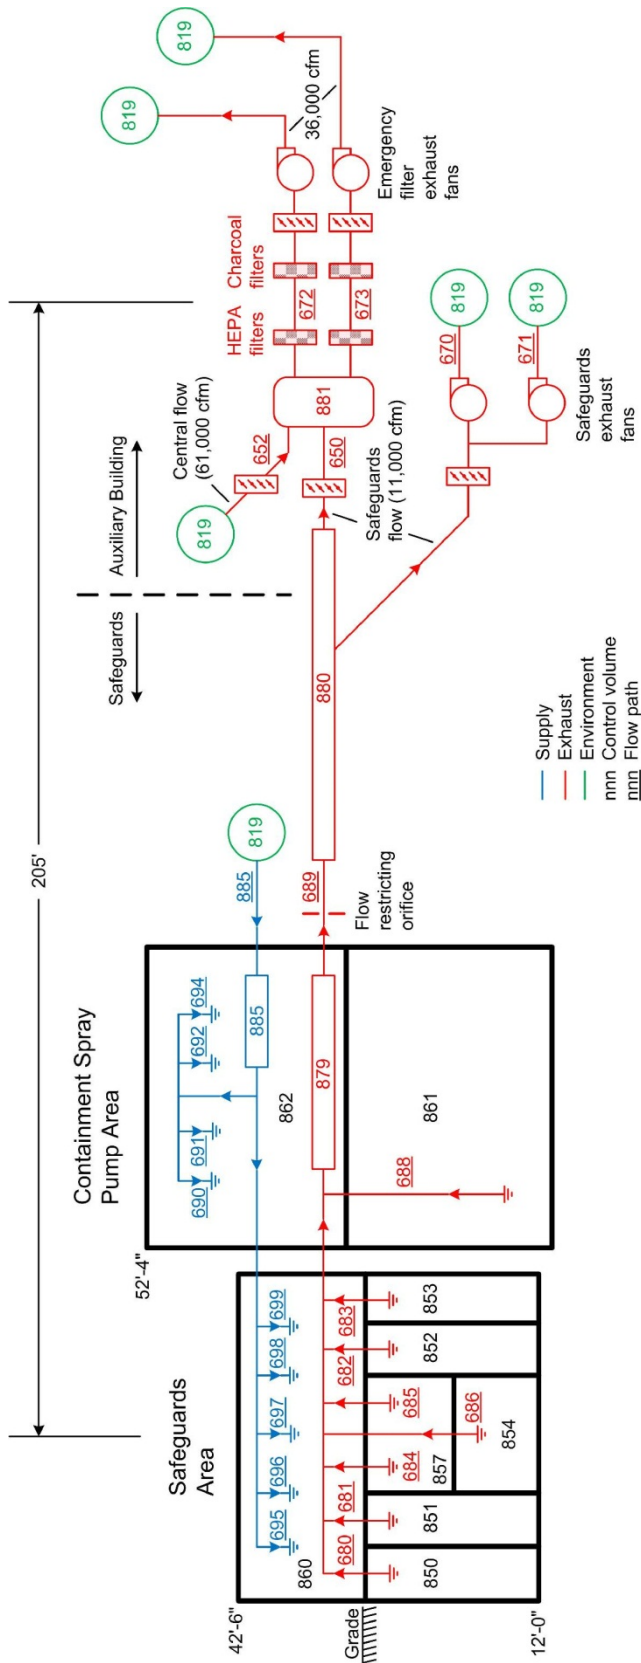 205'
Safeguards
Auxiliary Building
Containment Spray
Pump Area
52'-4"
Safeguards
Area
42'-6"
Grade
12'-0"
695
696
697
698
699
860
680
681
684
685
682
683
850
851
857
686
854
852
853
690
691
692
694
885
885
819
862
879
688
861
689
Flow
restricting
orifice
880
819
Central flow
(61,000 cfm)
652
650
Safeguards
flow (11,000 cfm)
881
HEPA
filters
Charcoal
filters
672
673
36,000 cfm
819
819
Emergency
filter
exhaust
fans
670
819
671
819
Safeguards
exhaust
fans
Supply
Exhaust
Environment
nnn Control volume
nnn Flow path